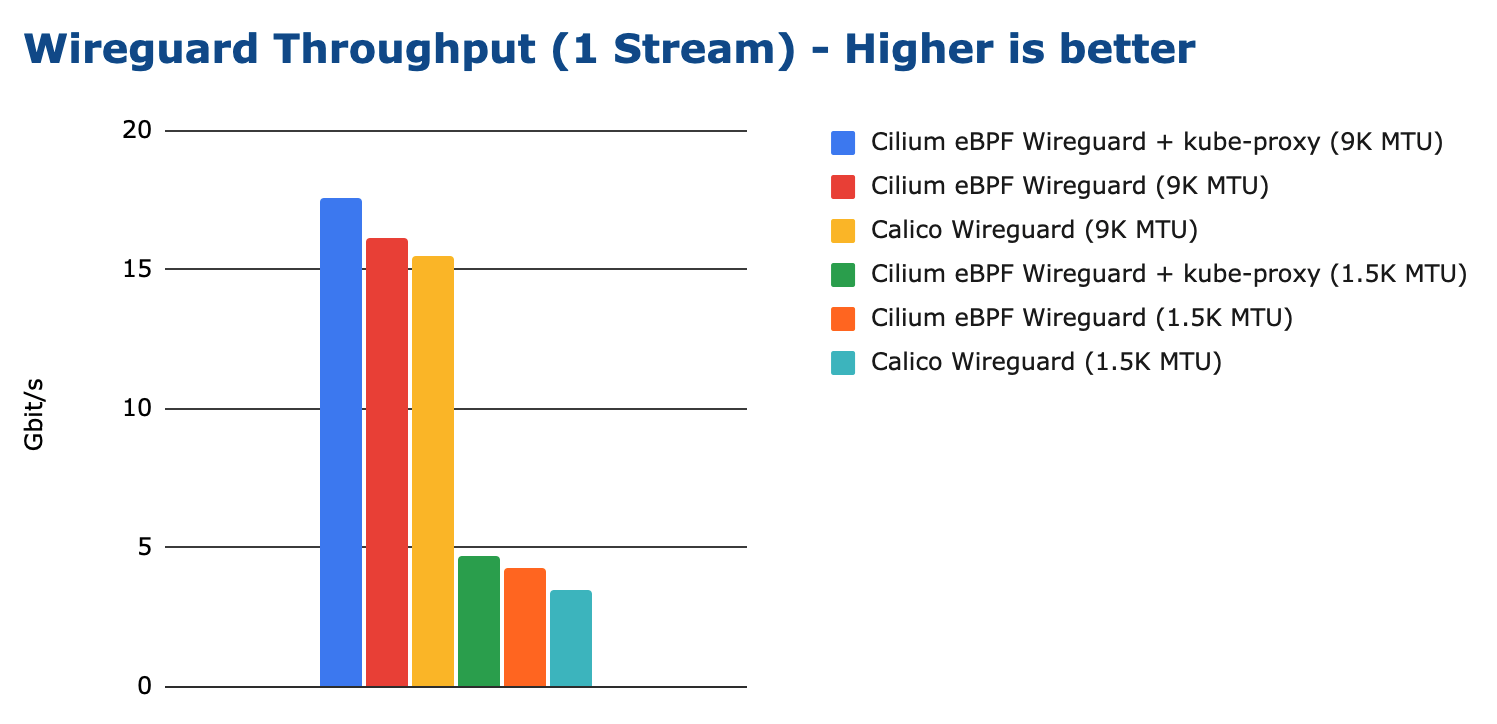 Wireguard Throughput (1 Stream) - Higher is better
20
15
10
5
0
Gbit/s
Cilium eBPF Wireguard + kube-proxy (9K MTU)
Cilium eBPF Wireguard (9K MTU)
Calico Wireguard (9K MTU)
Cilium eBPF Wireguard + kube-proxy (1.5K MTU)
Cilium eBPF Wireguard (1.5K MTU)
Calico Wireguard (1.5K MTU)